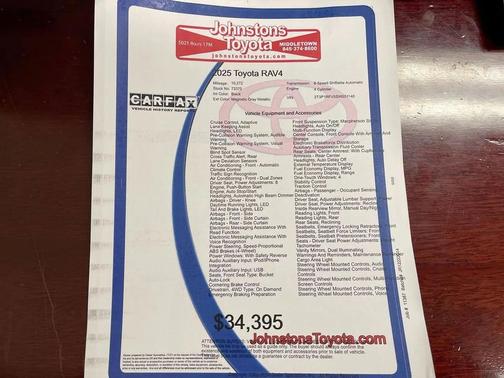 Johnstons
Toyota
5021 Route 17M
MIDDLETOWN
845-374-8600
johnstonstoyota.com
2025 Toyota RAV4
Mileage:
Stock No. 73375
Int Color: Black
Ext Color: Magnetic Gray Metallic
Transmission: 8-Speed Shiftable Automatic
Engine: 4 Cylinder
VIN:
CARFAX
VEHICLE HISTORY REPORTS
Vehicle Equipment and Accessories
Cruise Control, Adaptive
Lane Keeping Assist
Headlights, LED
Pre-Collision Warning System, Audible
Warning
Pre-Collision Warning System, Visual
Warning
Blind Spot Sensor
Cross Traffic Alert, Rear
Lane Deviation Sensors
Air Conditioning - Front - Automatic
Climate Control
Traffic Sign Recognition
Air Conditioning - Front - Dual Zones
Driver Seat, Power Adjustments: 8
Engine, Push-Button Start
Engine, Auto Stop/Start
Headlights, Automatic High Beam Dimmer
Airbags - Driver - Knee
Daytime Running Lights, LED
Tail And Brake Lights, LED
Airbags - Front - Side
Airbags - Front - Side Curtain
Airbags - Rear - Side Curtain
Electronic Messaging Assistance With
Read Function
Electronic Messaging Assistance With
Voice Recognition
Power Steering, Speed-Proportional
ABS Brakes (4-Wheel)
Power Windows: With Safety Reverse
Audio Auxiliary Input: IPod/IPhone
Integration
Audio Auxiliary Input: USB
Seats, Front Seat Type: Bucket
Auto-Lock
Cornering Brake Control
Drivetrain, 4WD Type: On Demand
Emergency Braking Preparation
Front Suspension Type: Macpherson Struts
Headlights, Auto On/Off
Multi-Function Display
Center Console, Front Console With Armrest And
Storage
Electronic Brakeforce Distribution
Auxiliary Transmission Fluid Cooler
Rear Seats, Center Armrest: With Cupholders
Armrests - Rear Center
Headlights, Auto Delay Off
External Temperature Display
Fuel Economy Display, MPG
Fuel Economy Display, Range
One-Touch Windows: 4
Stability Control
Traction Control
Airbags - Passenger - Occupant Sensing
Deactivation
Driver Seat, Adjustable Lumbar Support: Power
Driver Seat, Power Adjustments: Recline
Inside Rearview Mirror, Manual Day/Night
Reading Lights, Front
Reading Lights, Rear
Rear Seats, Reclining
Seatbelts, Emergency Locking Retractors
Seatbelts, Seatbelt Force Limiters: Front
Seatbelts, Seatbelt Pretensioners: Front
Seats - Driver Seat Power Adjustments:
Tachometer
Vanity Mirrors, Dual Illuminating
Warnings And Reminders, Maintenance
Cargo Area Light
Steering Wheel Mounted Controls, Audio
Steering Wheel Mounted Controls, Cruise
Steering Wheel Mounted Controls, Multi-
Screen Controls
Steering Wheel Mounted Controls, Phone
Steering Wheel Mounted Controls, Voice
$34,395
JohnstonsToyota.com